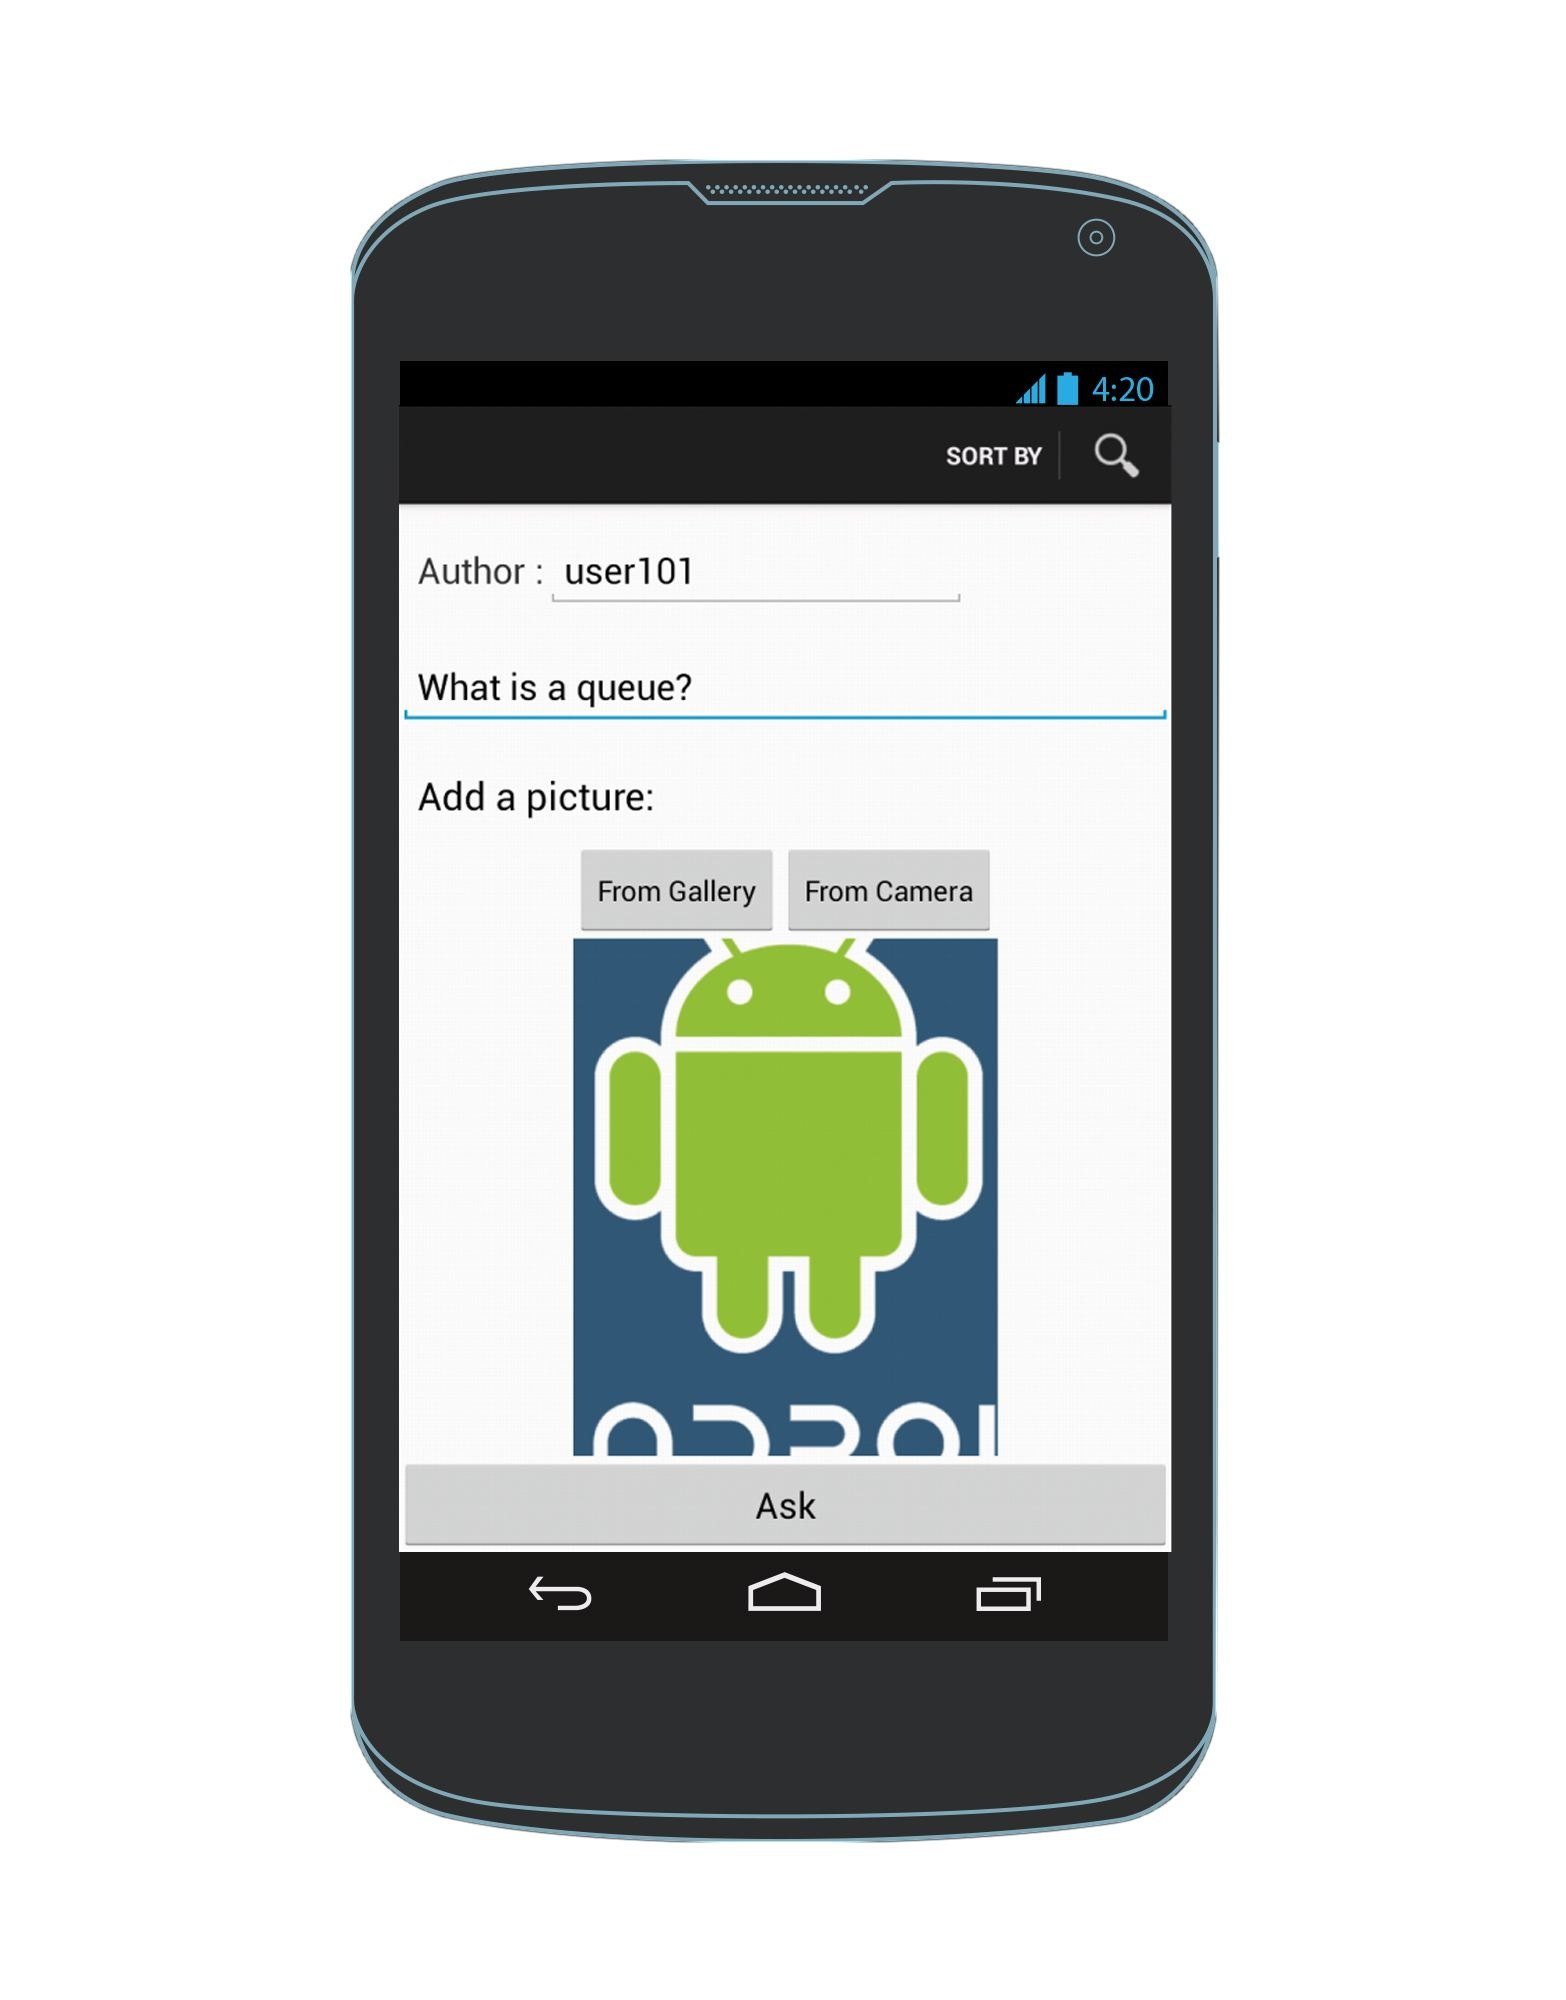 4:20
SORT BY
Author : user101
What is a queue?
Add a picture:
From Gallery From Camera
Ask